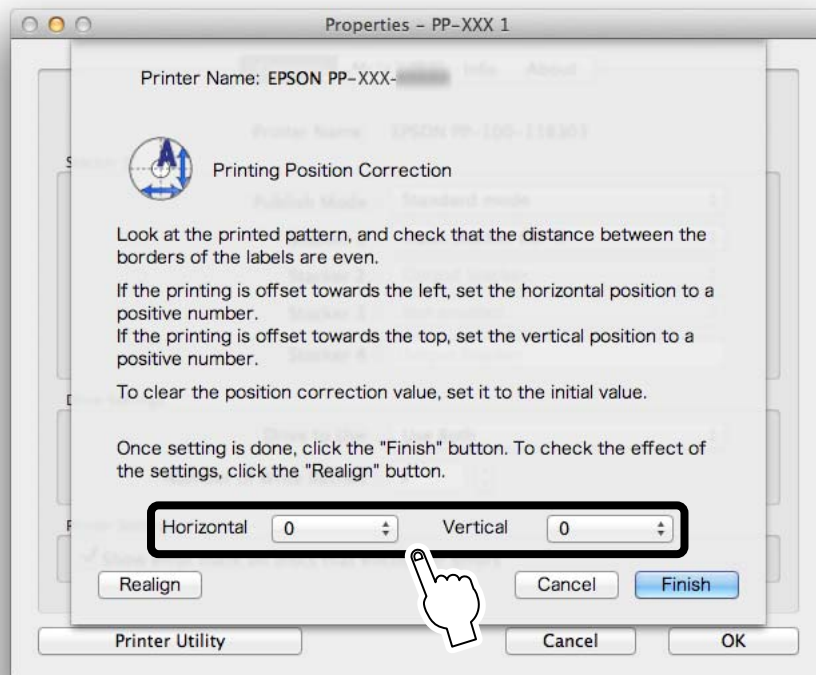 Properties – PP-XXX 1
Printer Name: EPSON PP-XXX-
Printing Position Correction
Look at the printed pattern, and check that the distance between the
borders of the labels are even.
If the printing is offset towards the left, set the horizontal position to a
positive number.
If the printing is offset towards the top, set the vertical position to a
positive number.
To clear the position correction value, set it to the initial value.
Once setting is done, click the "Finish" button. To check the effect of
the settings, click the "Realign" button.
Horizontal 0 Vertical 0
Realign Cancel Finish
Printer Utility Cancel OK